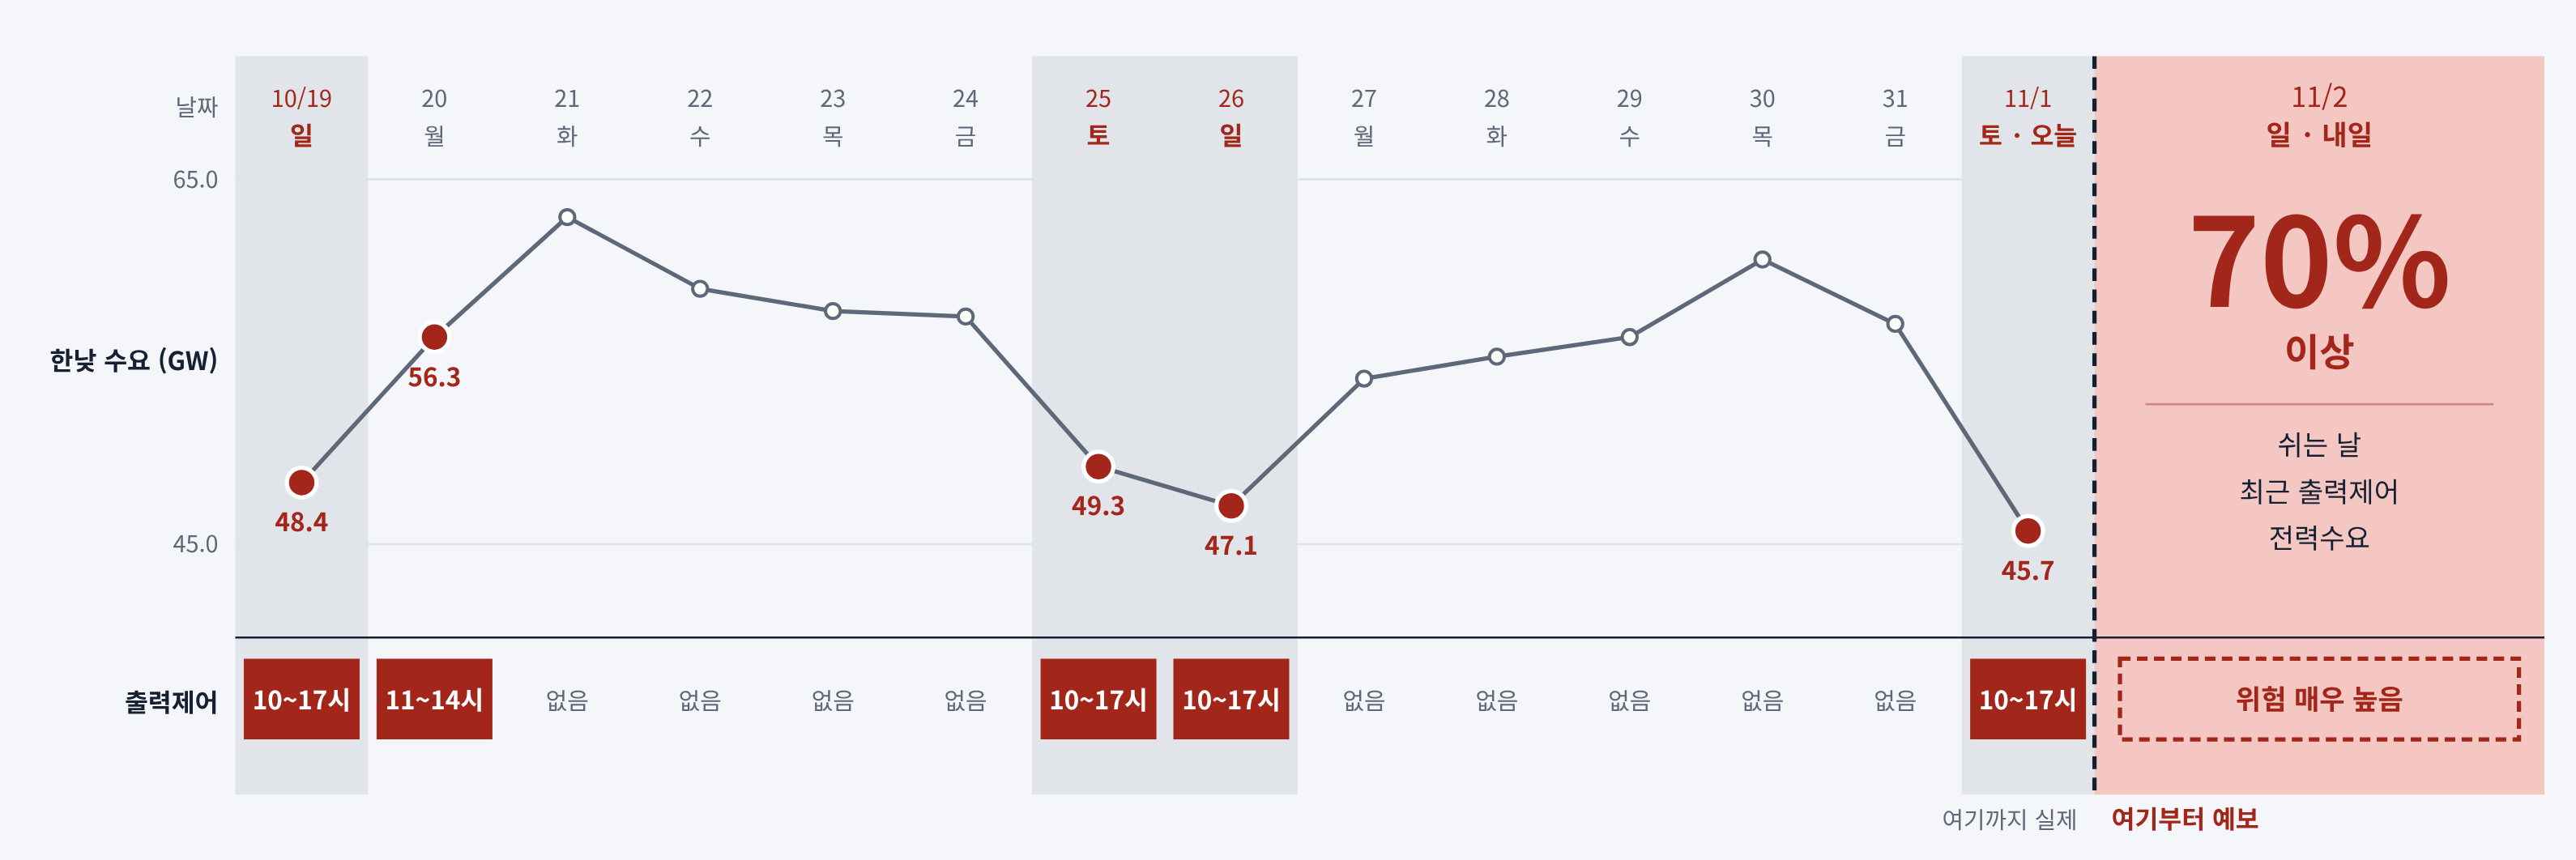 날짜
10/19 20 21 22 23 24 25 26 27 28 29 30 31 11/1 11/2
일 월 화 수 목 금 토 일 월 화 수 목 금 토 · 오늘 일 · 내일
65.0
70%
이상
한낮 수요 (GW)
56.3
쉬는 날
최근 출력제어
전력수요
48.4
49.3
47.1
45.0
45.7
출력제어
10~17시 11~14시 없음 없음 없음 없음 10~17시 10~17시 없음 없음 없음 없음 없음 10~17시 위험 매우 높음
여기까지 실제 여기부터 예보